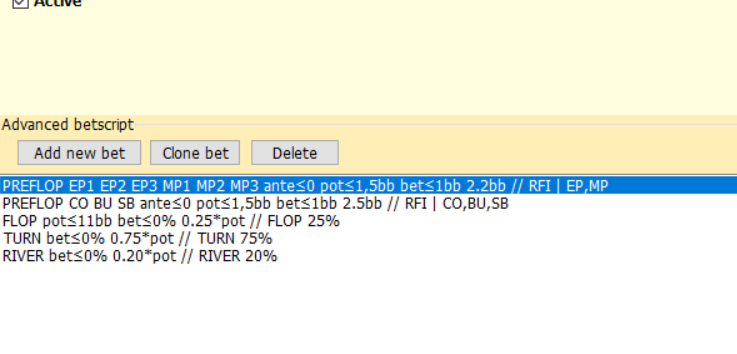 Active
Advanced betscript
Add new bet Clone bet Delete
PREFLOP EP1 EP2 EP3 MP1 MP2 MP3 ante≤0 pot≤1,5bb bet≤1bb 2.2bb // RFI | EP,MP
PREFLOP CO BU SB ante≤0 pot≤1,5bb bet≤1bb 2.5bb // RFI | CO,BU,SB
FLOP pot≤11bb bet≤0% 0.25*pot // FLOP 25%
TURN bet≤0% 0.75*pot // TURN 75%
RIVER bet≤0% 0.20*pot // RIVER 20%